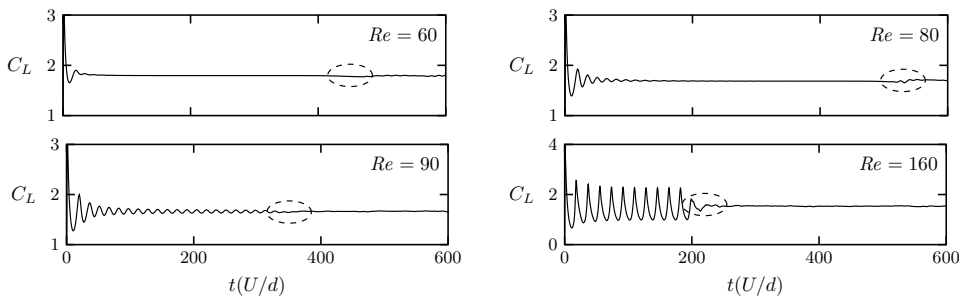 3
Re = 60
C_L 2
1
3
Re = 80
2
1
3
Re = 90
C_L 2
1
0 200 400 600
t(U/d)
4
Re = 160
C_L 2
0
0 200 400 600
t(U/d)